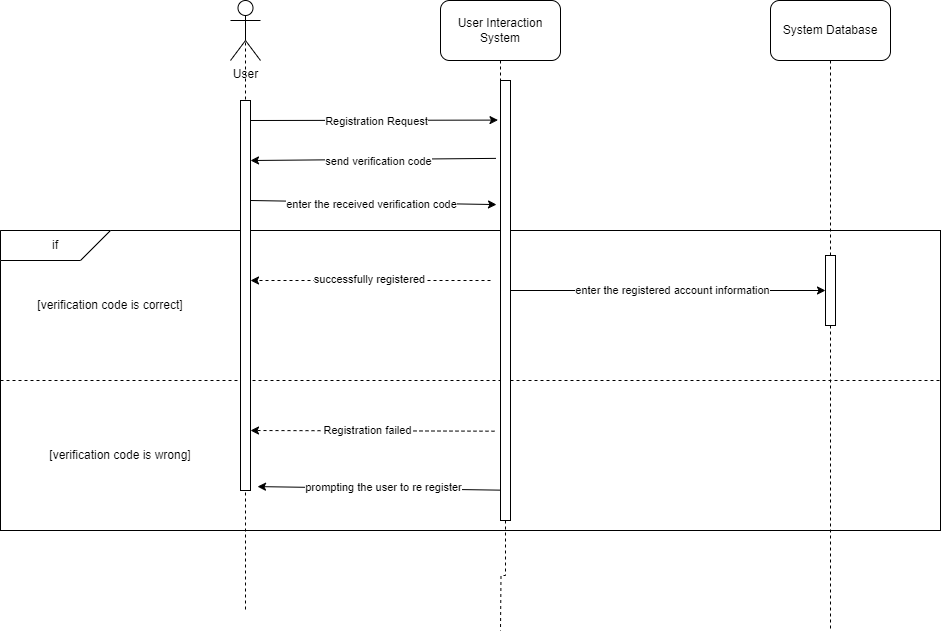 User Interaction
System
System Database
User
Registration Request
send verification code
enter the received verification code
if
successfully registered
enter the registered account information
[verification code is correct]
Registration failed
[verification code is wrong]
prompting the user to re register